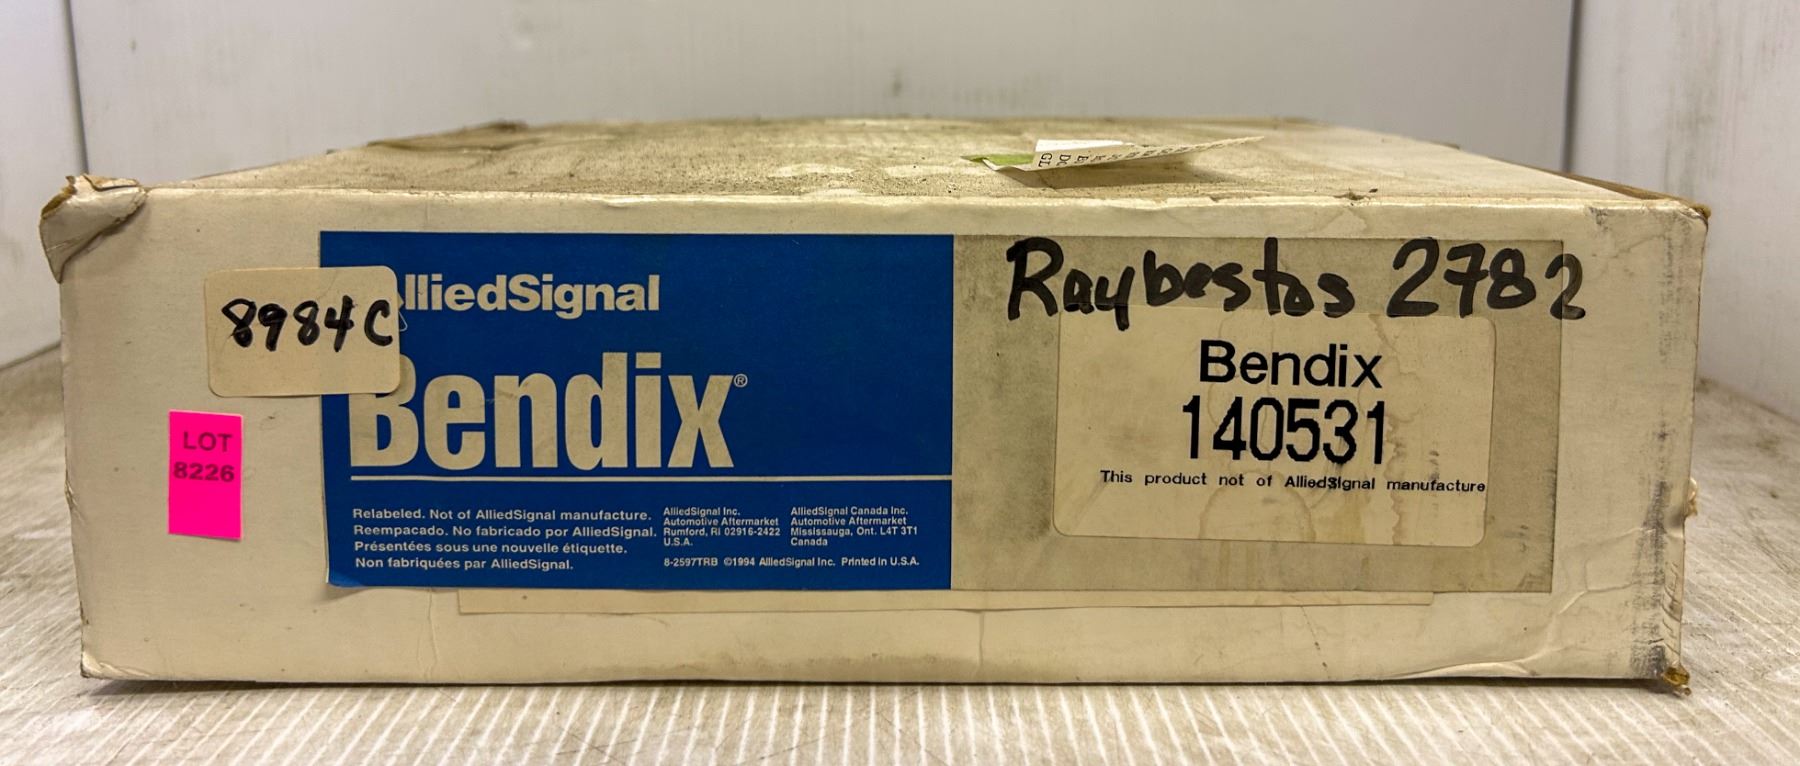 8984C
LOT
8226
AlliedSignal
Bendix®
Relabeled. Not of AlliedSignal manufacture.
Reempacado. No fabricado por AlliedSignal.
Présentées sous une nouvelle étiquette.
Non fabriquées par AlliedSignal.
AlliedSignal Inc.
Automotive Aftermarket
Rumford, RI 02916-2422
U.S.A.
AlliedSignal Canada Inc.
Automotive Aftermarket
Mississauga, Ont. L4T 3T1
Canada
8-2597TRB ©1994 AlliedSignal Inc. Printed in U.S.A.
Raybestos 2782
Bendix
140531
This product not of AlliedSignal manufacture